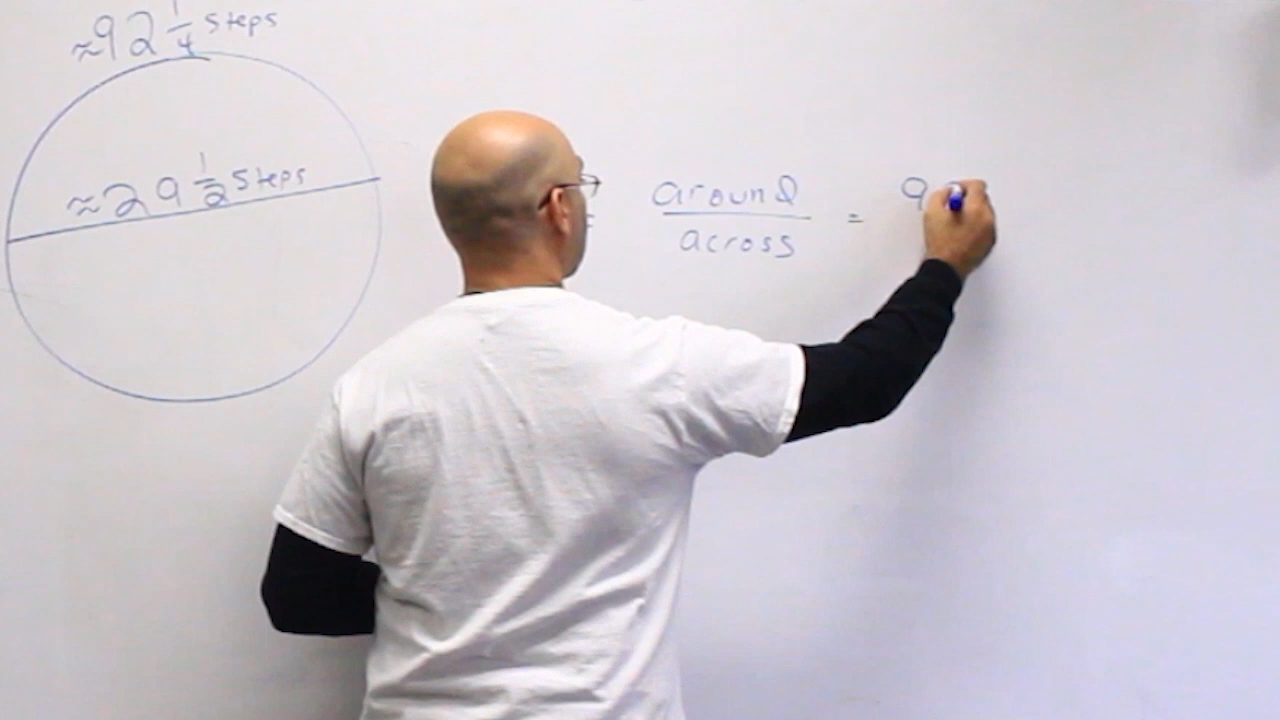 ≈92 1/4 steps
≈29 1/2 steps
= around/across = 9